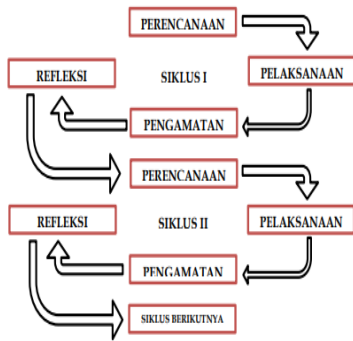 PERENCANAAN
REFLEKSI
SIKLUS I
PELAKSANAAN
PENGAMATAN
PERENCANAAN
REFLEKSI
SIKLUS II
PELAKSANAAN
PENGAMATAN
SIKLUS BERIKUTNYA